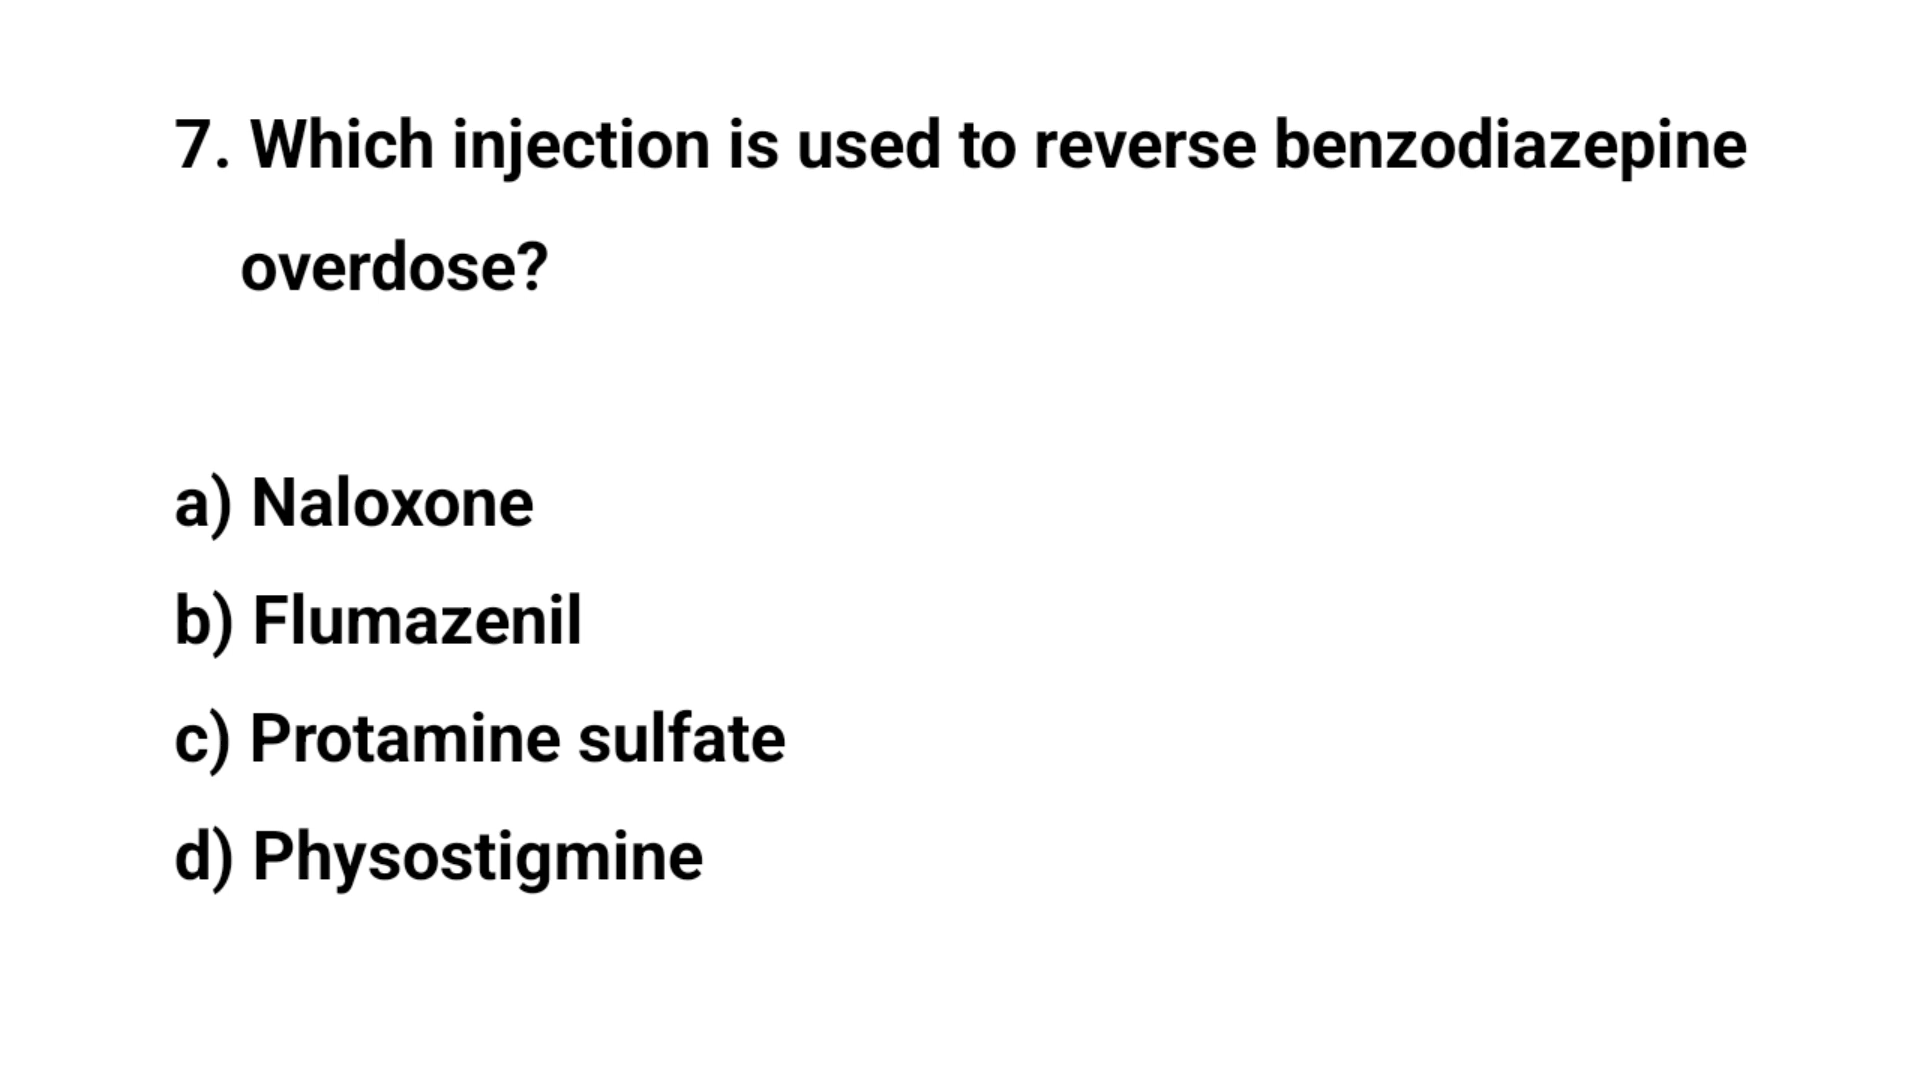 7. Which injection is used to reverse benzodiazepine
overdose?
a) Naloxone
b) Flumazenil
c) Protamine sulfate
d) Physostigmine